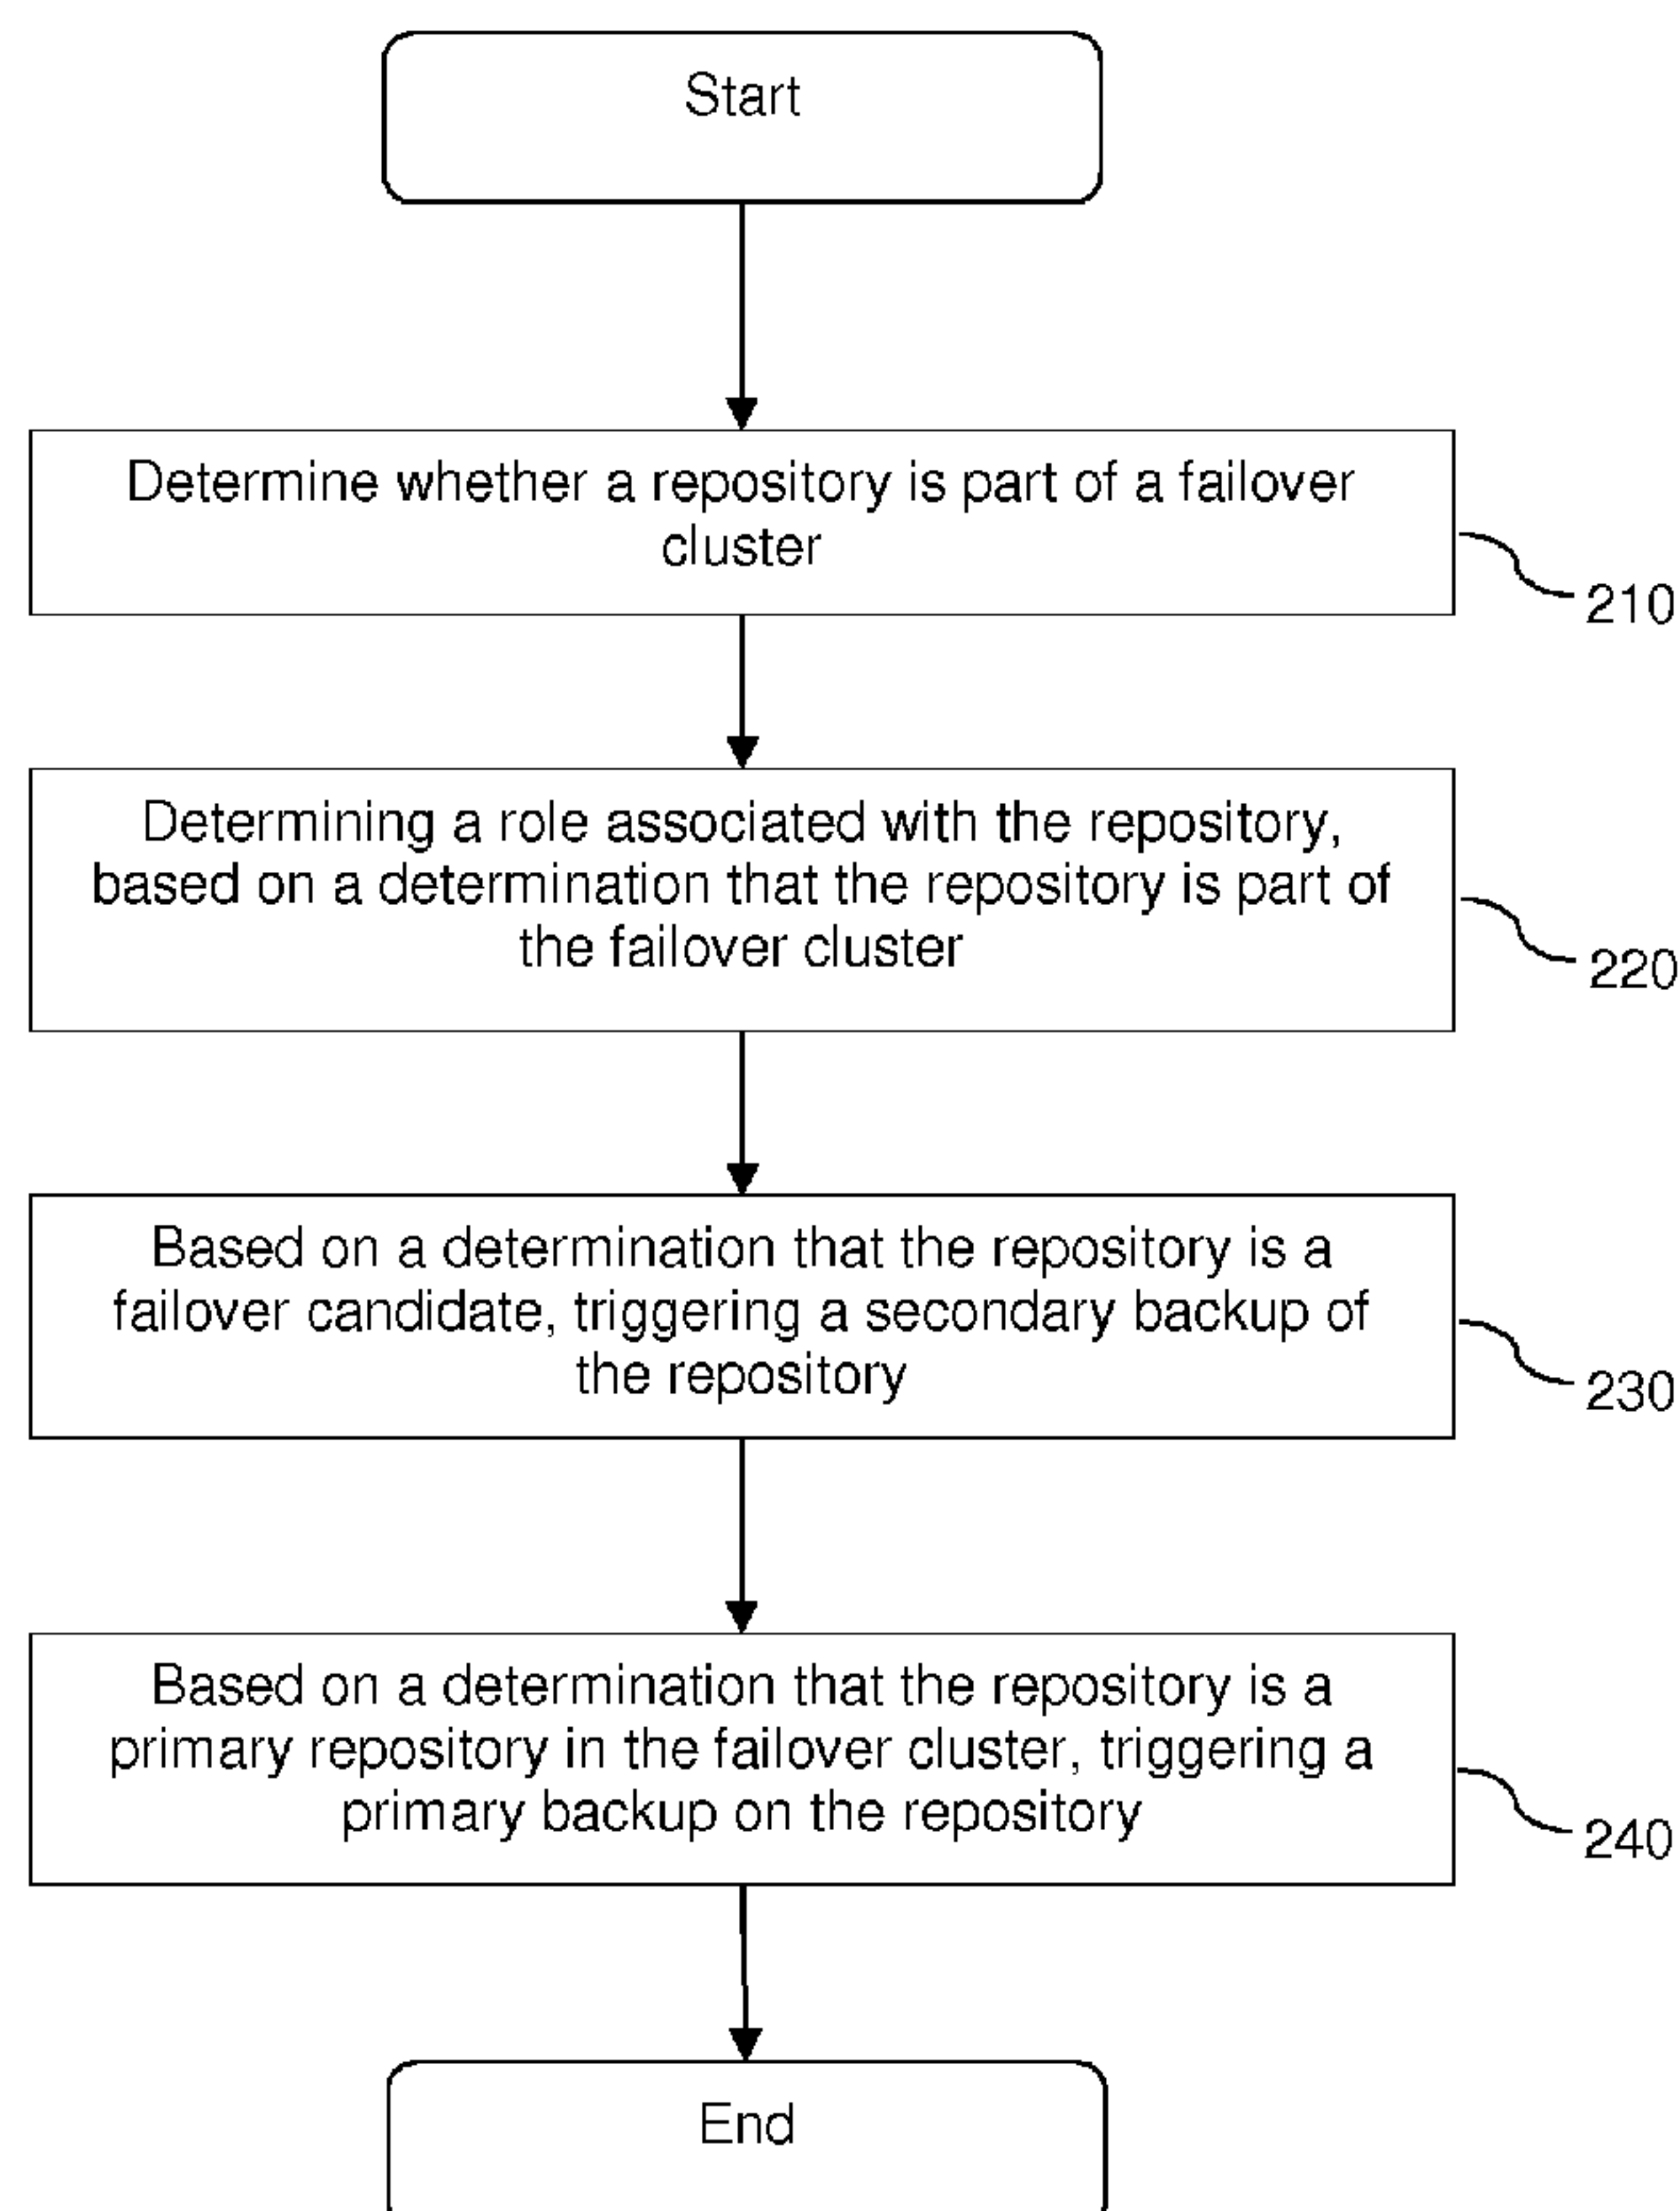 Start
Determine whether a repository is part of a failover
cluster
210
Determining a role associated with the repository,
based on a determination that the repository is part of
the failover cluster
220
Based on a determination that the repository is a
failover candidate, triggering a secondary backup of
the repository
230
Based on a determination that the repository is a
primary repository in the failover cluster, triggering a
primary backup on the repository
240
End